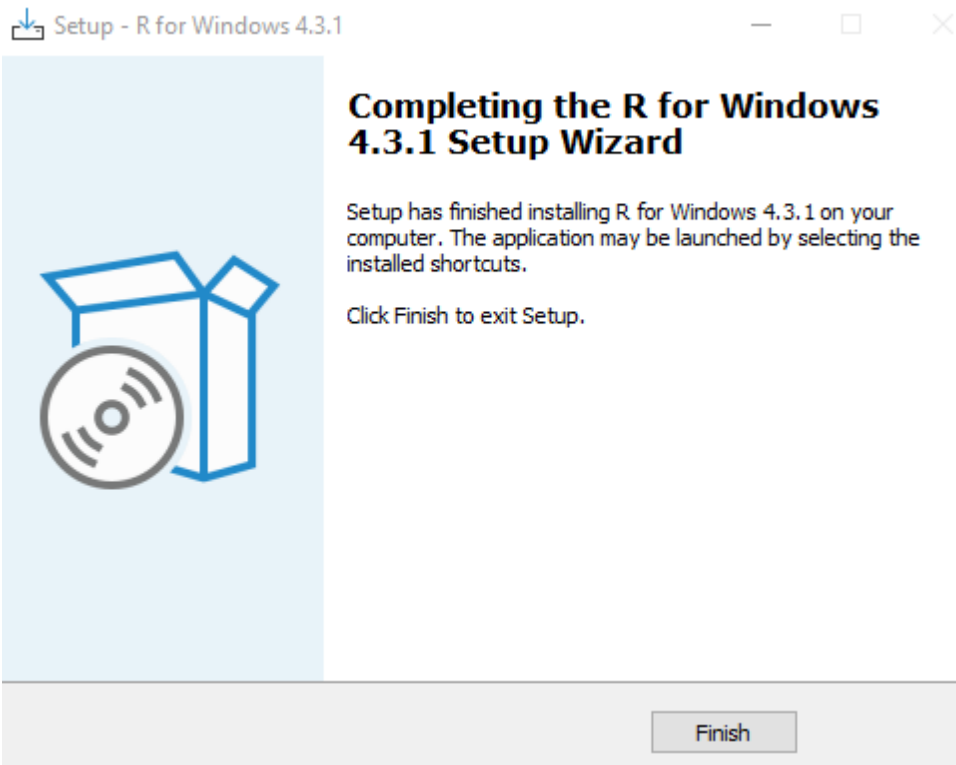 Setup - R for Windows 4.3.1
Completing the R for Windows
4.3.1 Setup Wizard
Setup has finished installing R for Windows 4.3.1 on your
computer. The application may be launched by selecting the
installed shortcuts.
Click Finish to exit Setup.
Finish